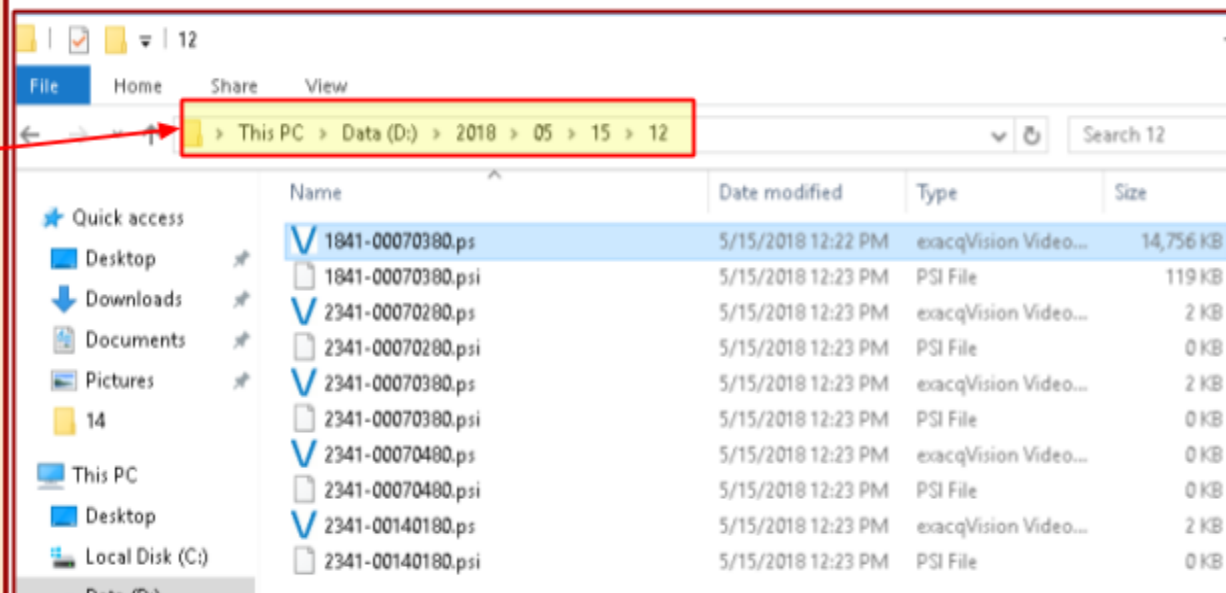 12
File Home Share View
This PC > Data (D:) > 2018 > 05 > 15 > 12
Search 12
Name Date modified Type Size
Quick access
Desktop
Downloads
Documents
Pictures
14
This PC
Desktop
Local Disk (C:)
Data (D:)
1841-00070380.ps 5/15/2018 12:22 PM exacqVision Video... 14,756 KB
1841-00070380.psi 5/15/2018 12:23 PM PSI File 119 KB
2341-00070280.ps 5/15/2018 12:23 PM exacqVision Video... 2 KB
2341-00070280.psi 5/15/2018 12:23 PM PSI File 0 KB
2341-00070380.ps 5/15/2018 12:23 PM exacqVision Video... 2 KB
2341-00070380.psi 5/15/2018 12:23 PM PSI File 0 KB
2341-00070480.ps 5/15/2018 12:23 PM exacqVision Video... 0 KB
2341-00070480.psi 5/15/2018 12:23 PM PSI File 0 KB
2341-00140180.ps 5/15/2018 12:23 PM exacqVision Video... 2 KB
2341-00140180.psi 5/15/2018 12:23 PM PSI File 0 KB